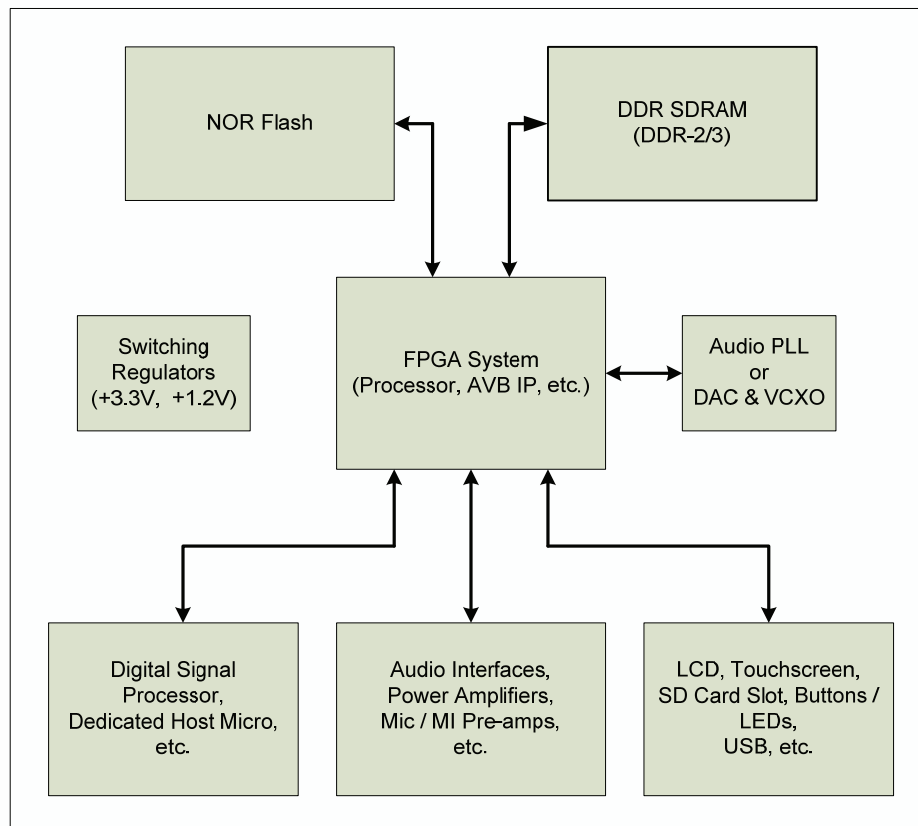 NOR Flash
DDR SDRAM
(DDR-2/3)
Switching
Regulators
(+3.3V, +1.2V)
FPGA System
(Processor, AVB IP, etc.)
Audio PLL
or
DAC & VCXO
Digital Signal
Processor,
Dedicated Host Micro,
etc.
Audio Interfaces,
Power Amplifiers,
Mic / MI Pre-amps,
etc.
LCD, Touchscreen,
SD Card Slot, Buttons /
LEDs,
USB, etc.